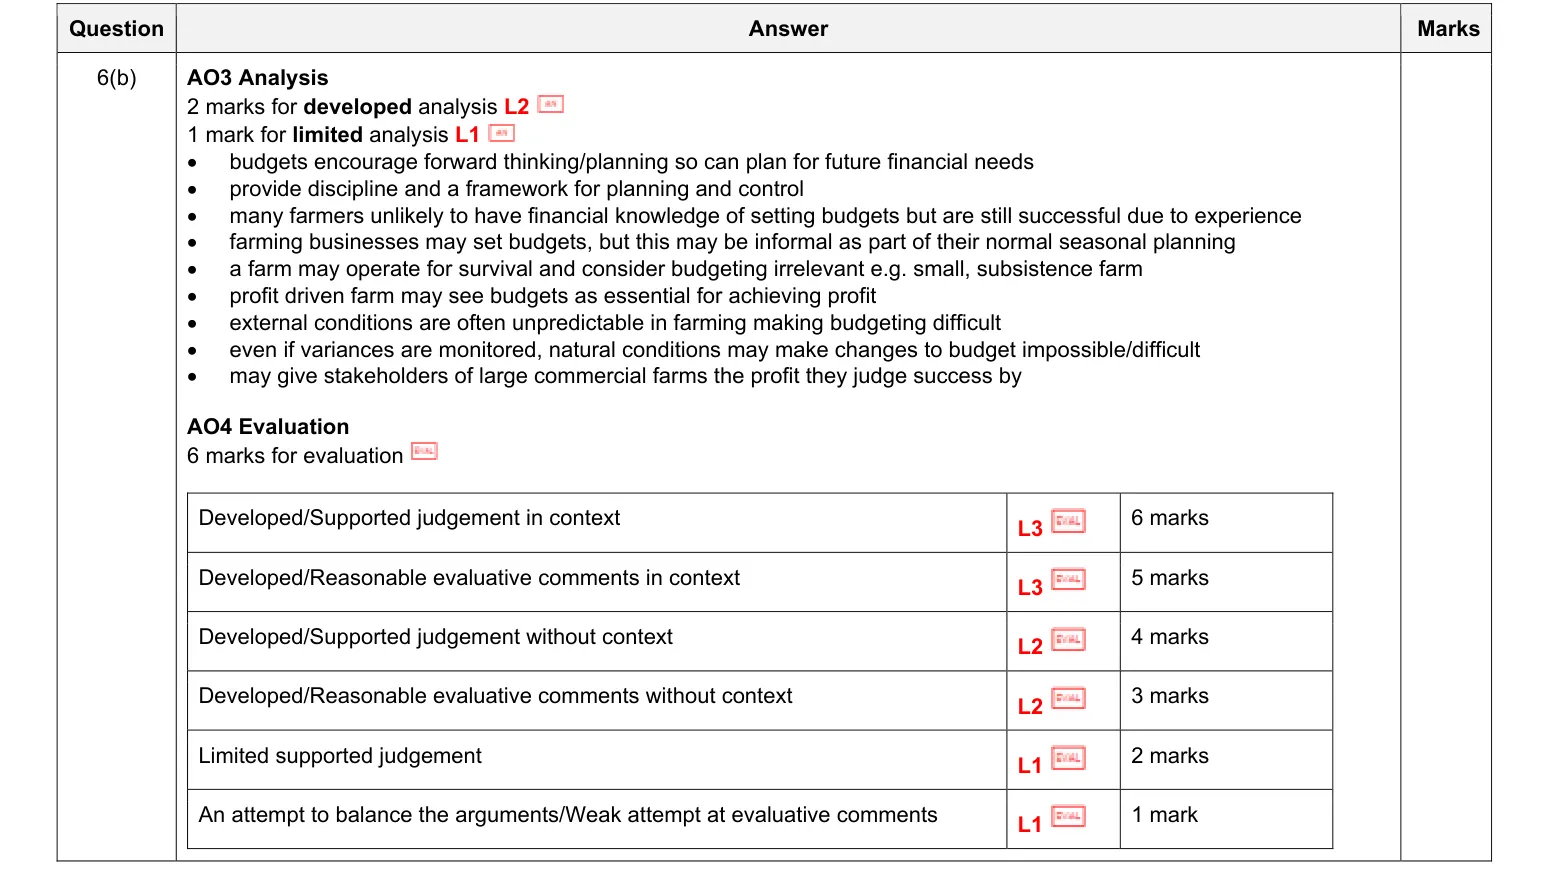 Question Answer Marks
6(b)
AO3 Analysis
2 marks for developed analysis L2
1 mark for limited analysis L1
• budgets encourage forward thinking/planning so can plan for future financial needs
• provide discipline and a framework for planning and control
• many farmers unlikely to have financial knowledge of setting budgets but are still successful due to experience
• farming businesses may set budgets, but this may be informal as part of their normal seasonal planning
• a farm may operate for survival and consider budgeting irrelevant e.g. small, subsistence farm
• profit driven farm may see budgets as essential for achieving profit
• external conditions are often unpredictable in farming making budgeting difficult
• even if variances are monitored, natural conditions may make changes to budget impossible/difficult
• may give stakeholders of large commercial farms the profit they judge success by
AO4 Evaluation
6 marks for evaluation EVAL
Developed/Supported judgement in context L3 EVAL 6 marks
Developed/Reasonable evaluative comments in context L3 EVAL 5 marks
Developed/Supported judgement without context L2 EVAL 4 marks
Developed/Reasonable evaluative comments without context L2 EVAL 3 marks
Limited supported judgement L1 EVAL 2 marks
An attempt to balance the arguments/Weak attempt at evaluative comments L1 EVAL 1 mark